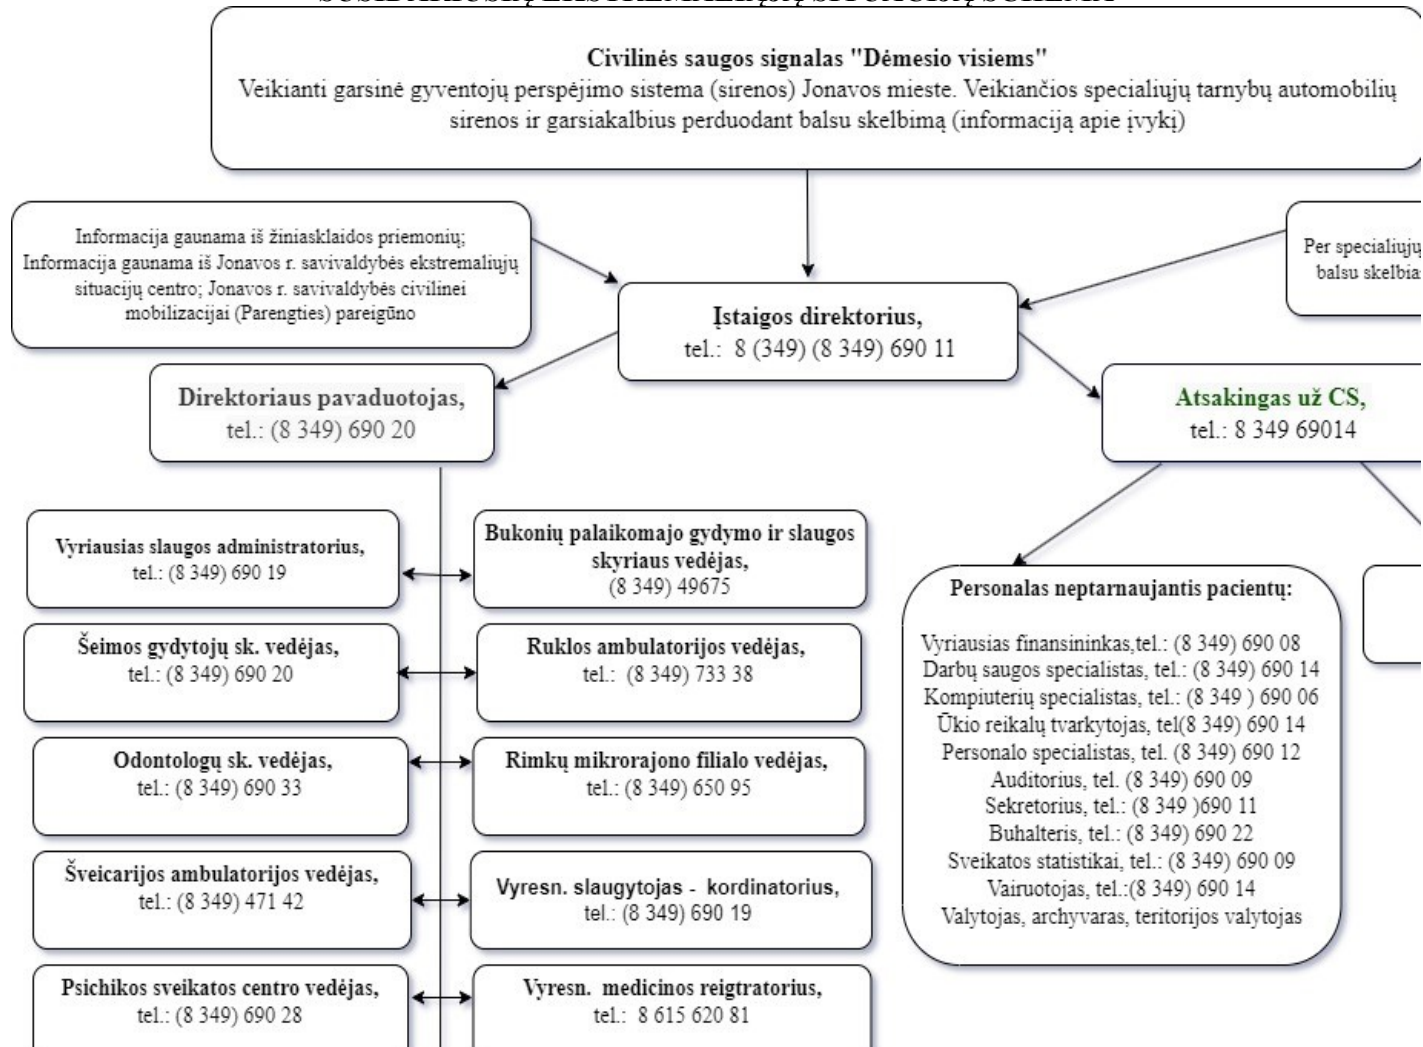 SUSIDARIUSIŲ EKSTREMALIŲJŲ SITUACIJŲ SCHEMA
Civilinės saugos signalas "Dėmesio visiems"
Veikianti garsinė gyventojų perspėjimo sistema (sirenos) Jonavos mieste. Veikiančios specialiųjų tarnybų automobilių
sirenos ir garsiakalbius perduodant balsu skelbimą (informaciją apie įvykį)
Informacija gaunama iš žiniasklaidos priemonių;
Informacija gaunama iš Jonavos r. savivaldybės ekstremaliujų
situacijų centro; Jonavos r. savivaldybės civilinei
mobilizacijai (Parengties) pareigūno
Per specialiųjų
balsu skelbia
Įstaigos direktorius,
tel.: 8 (349) (8 349) 690 11
Direktoriaus pavaduotojas,
tel.: (8 349) 690 20
Atsakingas už CS,
tel.: 8 349 69014
Vyriausias slaugos administratorius,
tel.: (8 349) 690 19
Bukonių palaikomajo gydymo ir slaugos
skyriaus vedėjas,
(8 349) 49675
Šeimos gydytojų sk. vedėjas,
tel.: (8 349) 690 20
Ruklos ambulatorijos vedėjas,
tel.: (8 349) 733 38
Odontologų sk. vedėjas,
tel.: (8 349) 690 33
Rimkų mikrorajono filialo vedėjas,
tel.: (8 349) 650 95
Šveicarijos ambulatorijos vedėjas,
tel.: (8 349) 471 42
Vyresn. slaugytojas - kordinatorius,
tel.: (8 349) 690 19
Psichikos sveikatos centro vedėjas,
tel.: (8 349) 690 28
Vyresn. medicinos reigtratorius,
tel.: 8 615 620 81
Personalas neptarnaujantis pacientų:
Vyriausias finansininkas,tel.: (8 349) 690 08
Darbų saugos specialistas, tel.: (8 349) 690 14
Kompiuterių specialistas, tel.: (8 349 ) 690 06
Ūkio reikalų tvarkytojas, tel(8 349) 690 14
Personalo specialistas, tel. (8 349) 690 12
Auditorius, tel. (8 349) 690 09
Sekretorius, tel.: (8 349 )690 11
Buhalteris, tel.: (8 349) 690 22
Sveikatos statistikai, tel.: (8 349) 690 09
Vairuotojas, tel.:(8 349) 690 14
Valytojas, archyvaras, teritorijos valytojas